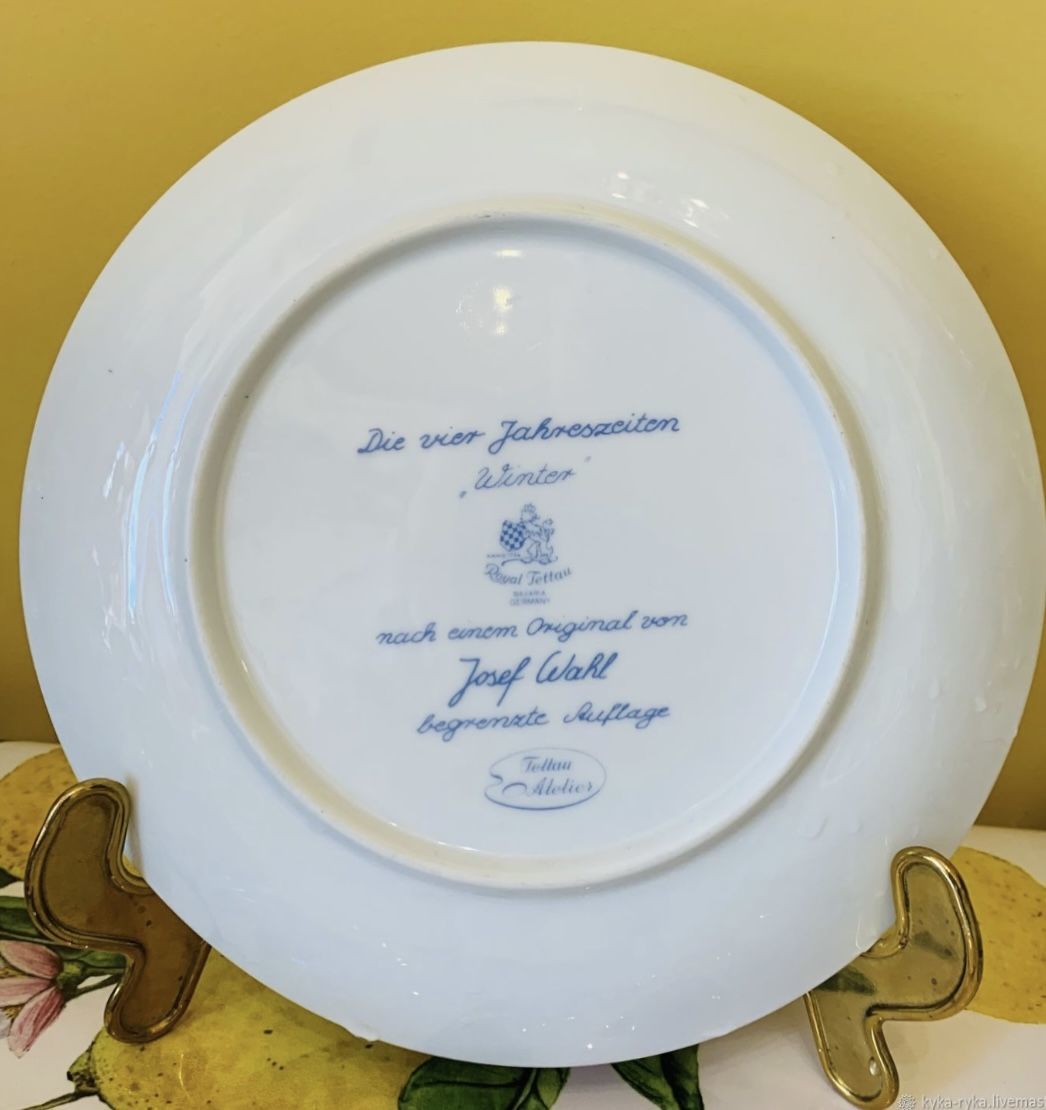 Die vier Jahreszeiten
„Winter"
Royal Tettau
BAVARIA
GERMANY
nach einem Original von
Josef Wahl
begrenzte Auflage
Tettau
Atelier
kyka-ryka.livemas